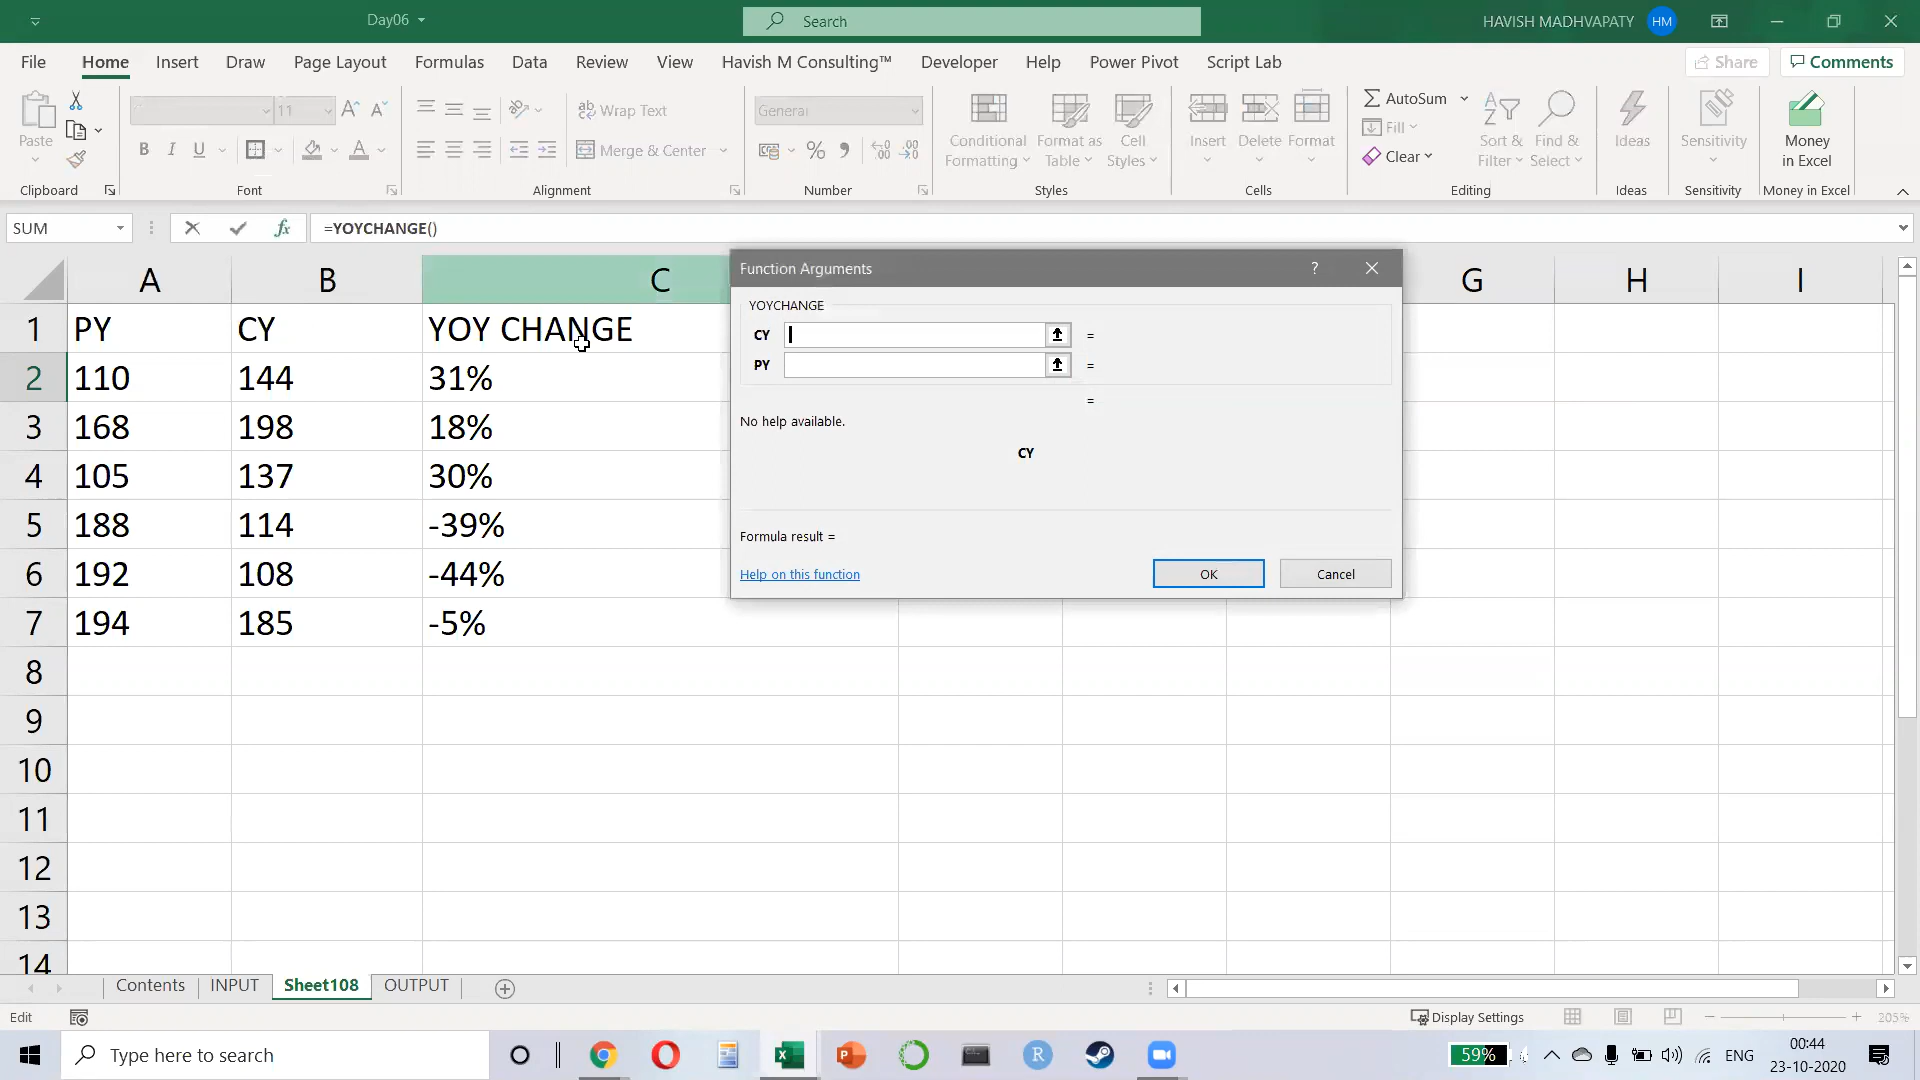 Day06
Search
HAVISH MADHVAPATY HM
File Home Insert Draw Page Layout Formulas Data Review View Havish M Consulting™ Developer Help Power Pivot Script Lab Share Comments
Paste
11
B I U
ab Wrap Text
Merge & Center
General
% 9
Conditional Formatting
Format as Table
Cell Styles
Insert Delete Format
AutoSum
Fill
Clear
Sort & Filter
Find & Select
Ideas
Sensitivity
Money in Excel
Clipboard Font Alignment Number Styles Cells Editing Ideas Sensitivity Money in Excel
SUM fx =YOYCHANGE()
A B C G H I
1 PY CY YOY CHANGE
2 110 144 31%
3 168 198 18%
4 105 137 30%
5 188 114 -39%
6 192 108 -44%
7 194 185 -5%
8
9
10
11
12
13
14
Function Arguments ?
YOYCHANGE
CY =
PY =
=
No help available.
CY
Formula result =
Help on this function OK Cancel
Contents INPUT Sheet108 OUTPUT
Edit Display Settings 205%
Type here to search
R
59% ENG 00:44
23-10-2020